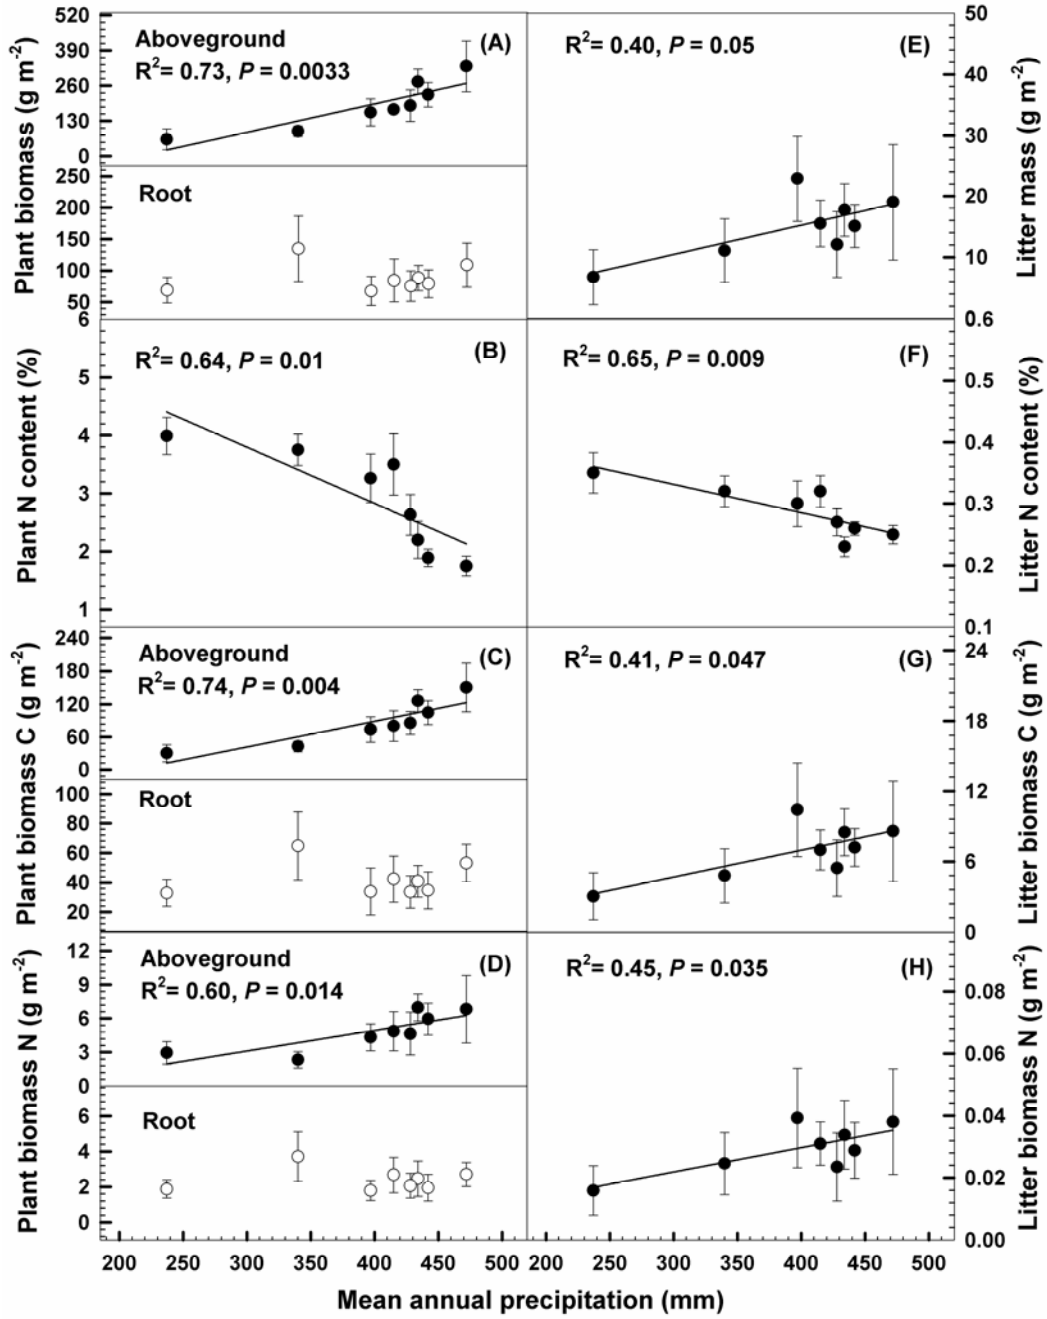 Plant biomass (g m-2)
520
390
260
130
0
Aboveground
R2= 0.73, P = 0.0033
(A)
250
200
150
100
50
Root
Plant N content (%)
6
5
4
3
2
1
R2= 0.64, P = 0.01
(B)
Plant biomass C (g m-2)
240
180
120
60
0
Aboveground
R2= 0.74, P = 0.004
(C)
100
80
60
40
20
Root
Plant biomass N (g m-2)
12
9
6
3
0
Aboveground
R2= 0.60, P = 0.014
(D)
6
4
2
0
Root
200 250 300 350 400 450 500
R2= 0.40, P = 0.05
(E)
50
40
30
20
10
Litter mass (g m-2)
R2= 0.65, P = 0.009
(F)
0.6
0.5
0.4
0.3
0.2
0.1
Litter N content (%)
R2= 0.41, P = 0.047
(G)
24
18
12
6
0
Litter biomass C (g m-2)
R2= 0.45, P = 0.035
(H)
0.08
0.06
0.04
0.02
0.00
Litter biomass N (g m-2)
200 250 300 350 400 450 500
Mean annual precipitation (mm)